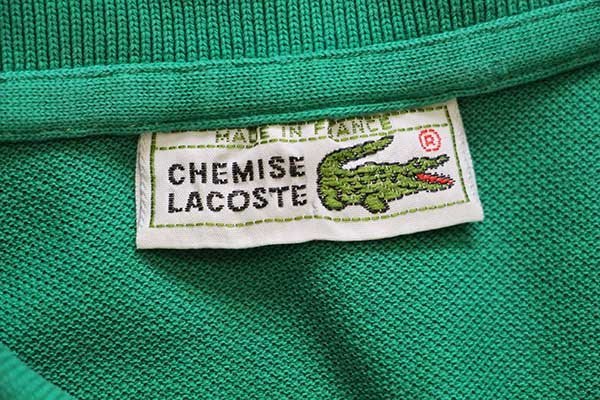 MADE IN FRANCE
CHEMISE
LACOSTE
®